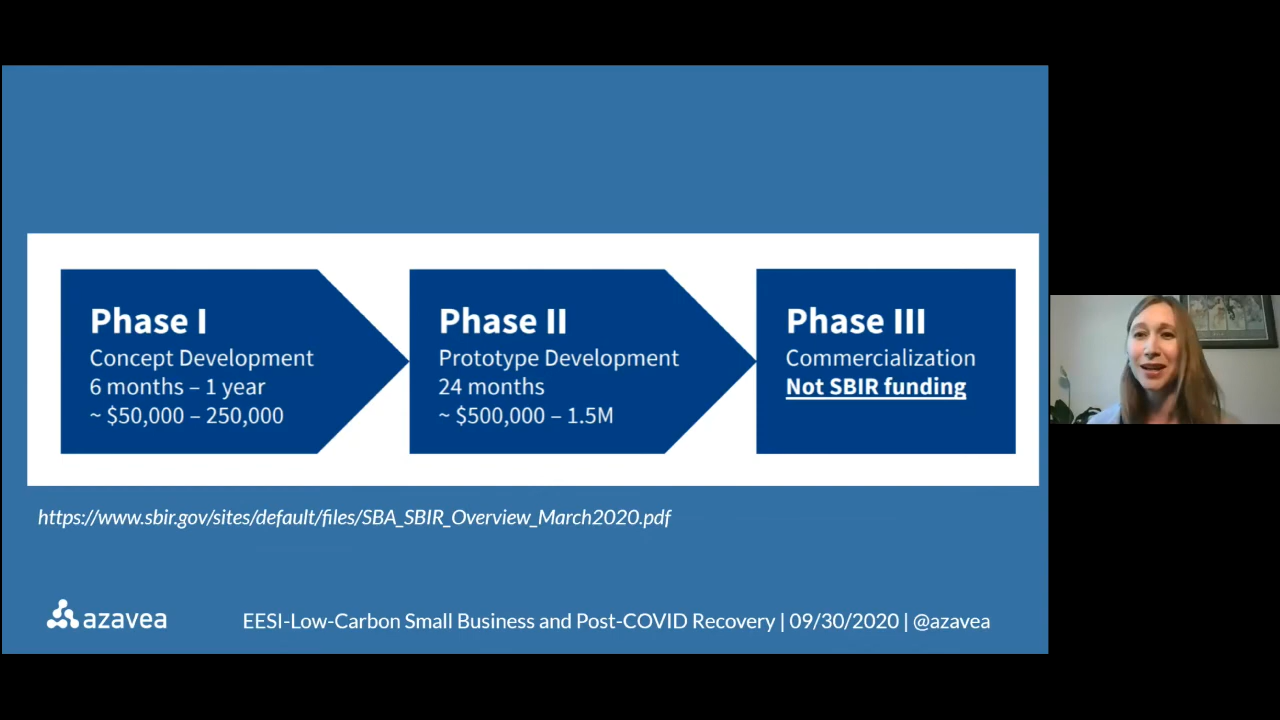 Phase I
Concept Development
6 months – 1 year
~ $50,000 – 250,000
Phase II
Prototype Development
24 months
~ $500,000 – 1.5M
Phase III
Commercialization
Not SBIR funding
https://www.sbir.gov/sites/default/files/SBA_SBIR_Overview_March2020.pdf
azavea
EESI-Low-Carbon Small Business and Post-COVID Recovery | 09/30/2020 | @azavea